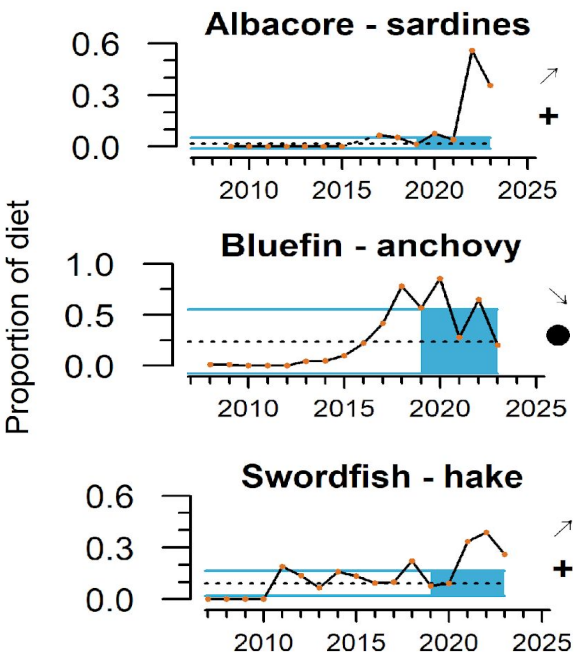 Albacore - sardines
0.6
0.3
0.0
2010 2015 2020 2025
Proportion of diet
Bluefin - anchovy
1.0
0.5
0.0
2010 2015 2020 2025
Swordfish - hake
0.6
0.3
0.0
2010 2015 2020 2025